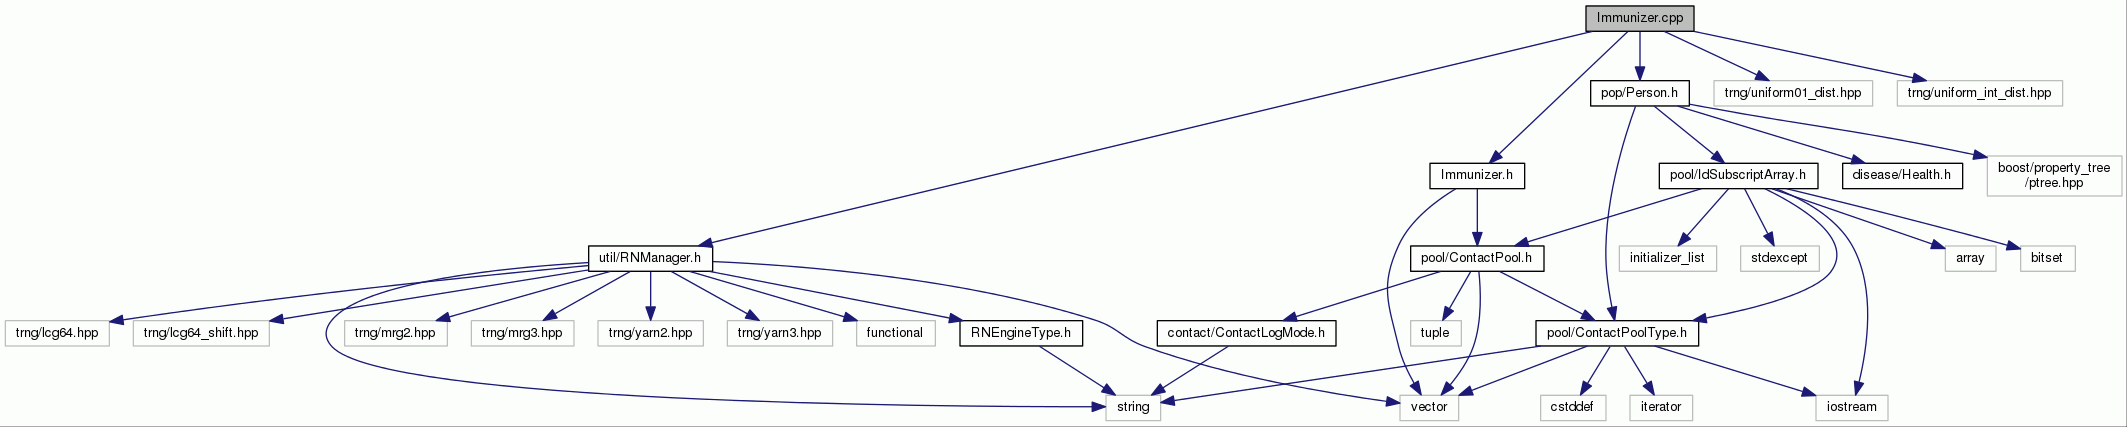 Immunizer.cpp
pop/Person.h
trng/uniform01_dist.hpp
trng/uniform_int_dist.hpp
Immunizer.h
pool/IdSubscriptArray.h
disease/Health.h
boost/property_tree
/ptree.hpp
util/RNManager.h
pool/ContactPool.h
initializer_list
stdexcept
array
bitset
trng/lcg64.hpp
trng/lcg64_shift.hpp
trng/mrg2.hpp
trng/mrg3.hpp
trng/yarn2.hpp
trng/yarn3.hpp
functional
RNEngineType.h
contact/ContactLogMode.h
tuple
pool/ContactPoolType.h
string
vector
cstddef
iterator
iostream